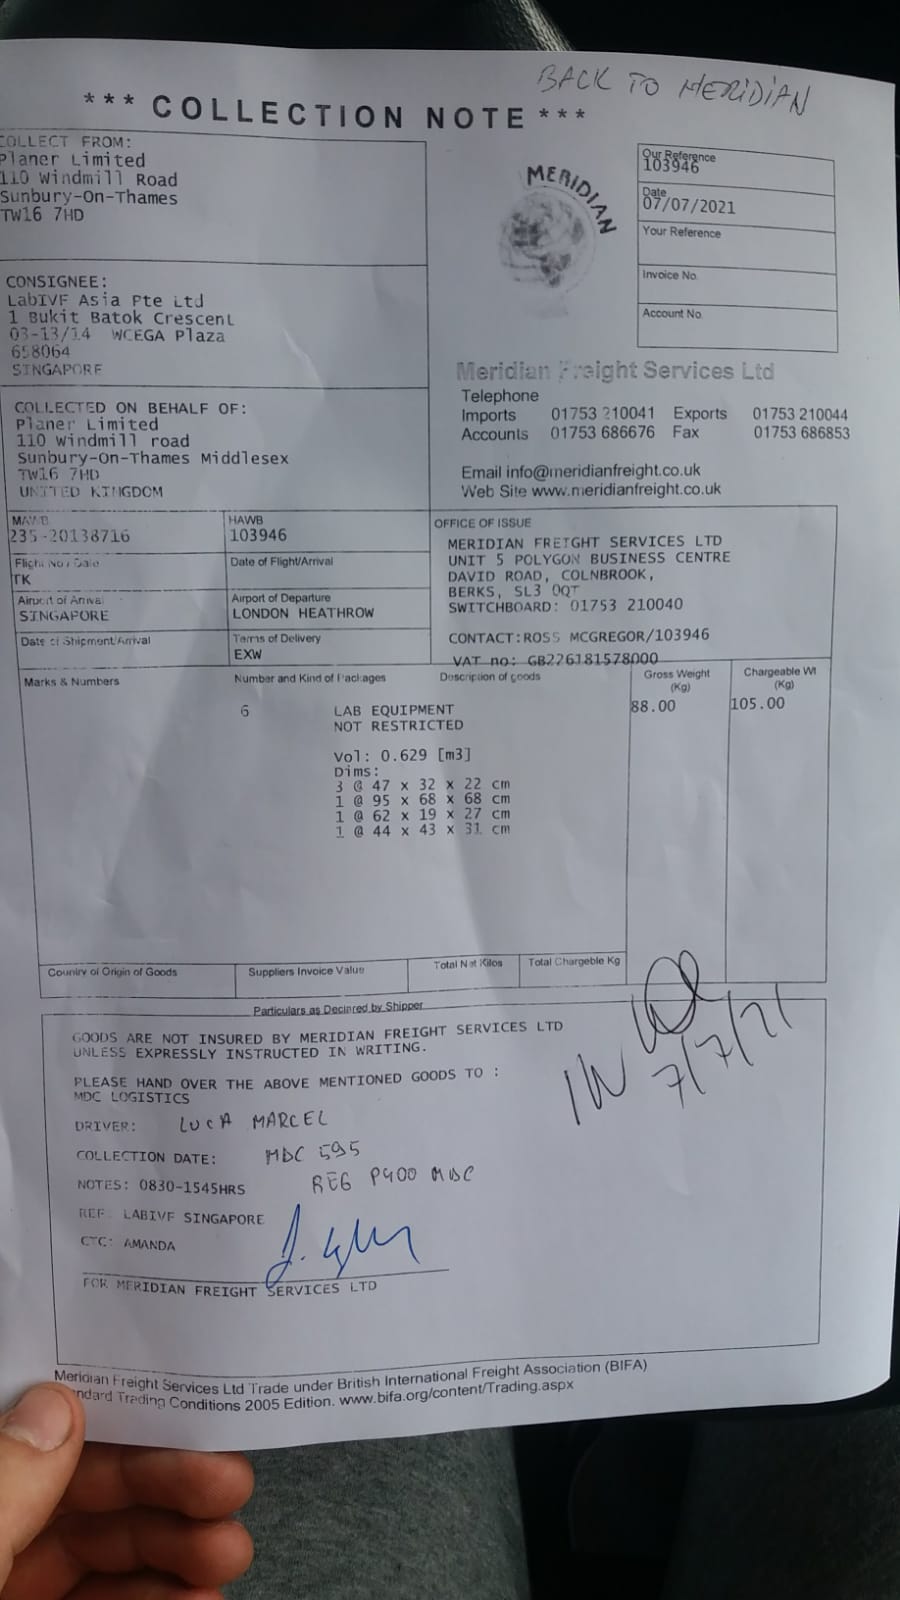 BACK TO MERIDIAN
*** COLLECTION NOTE ***
COLLECT FROM:
Planer Limited
110 Windmill Road
Sunbury-On-Thames
TW16 7HD
MERIDIAN
Our Reference
103946
Date
07/07/2021
Your Reference
Invoice No.
Account No.
CONSIGNEE:
LabIVF Asia Pte Ltd
1 Bukit Batok Crescent
03-13/14 WCEGA Plaza
658064
SINGAPORE
Meridian Freight Services Ltd
Telephone
Imports 01753 210041 Exports 01753 210044
Accounts 01753 686676 Fax 01753 686853
Email info@meridianfreight.co.uk
Web Site www.meridianfreight.co.uk
COLLECTED ON BEHALF OF:
Planer Limited
110 Windmill road
Sunbury-On-Thames Middlesex
TW16 7HD
UNITED KINGDOM
MAWB
235-20138716
HAWB
103946
Flight No / Date
TK
Date of Flight/Arrival
Airport of Arrival
SINGAPORE
Airport of Departure
LONDON HEATHROW
Date of Shipment/Arrival
Terms of Delivery
EXW
OFFICE OF ISSUE
MERIDIAN FREIGHT SERVICES LTD
UNIT 5 POLYGON BUSINESS CENTRE
DAVID ROAD, COLNBROOK,
BERKS, SL3 0QT
SWITCHBOARD: 01753 210040
CONTACT:ROSS MCGREGOR/103946
VAT no: GB226181578000
Marks & Numbers Number and Kind of Packages Description of goods Gross Weight (Kg) Chargeable Wt (Kg)
6 LAB EQUIPMENT 88.00 105.00
NOT RESTRICTED
Vol: 0.629 [m3]
Dims:
3 @ 47 x 32 x 22 cm
1 @ 95 x 68 x 68 cm
1 @ 62 x 19 x 27 cm
1 @ 44 x 43 x 31 cm
Country of Origin of Goods Suppliers Invoice Value Total Net Kilos Total Chargeable Kg
Particulars as Declared by Shipper
GOODS ARE NOT INSURED BY MERIDIAN FREIGHT SERVICES LTD
UNLESS EXPRESSLY INSTRUCTED IN WRITING.
IN
7/7/21
PLEASE HAND OVER THE ABOVE MENTIONED GOODS TO :
MDC LOGISTICS
DRIVER: LUCA MARCEL
COLLECTION DATE: MDC 595
NOTES: 0830-1545HRS REG P400 MDC
REF: LABIVF SINGAPORE
CTC: AMANDA
FOR MERIDIAN FREIGHT SERVICES LTD
Meridian Freight Services Ltd Trade under British International Freight Association (BIFA)
ndard Trading Conditions 2005 Edition. www.bifa.org/content/Trading.aspx